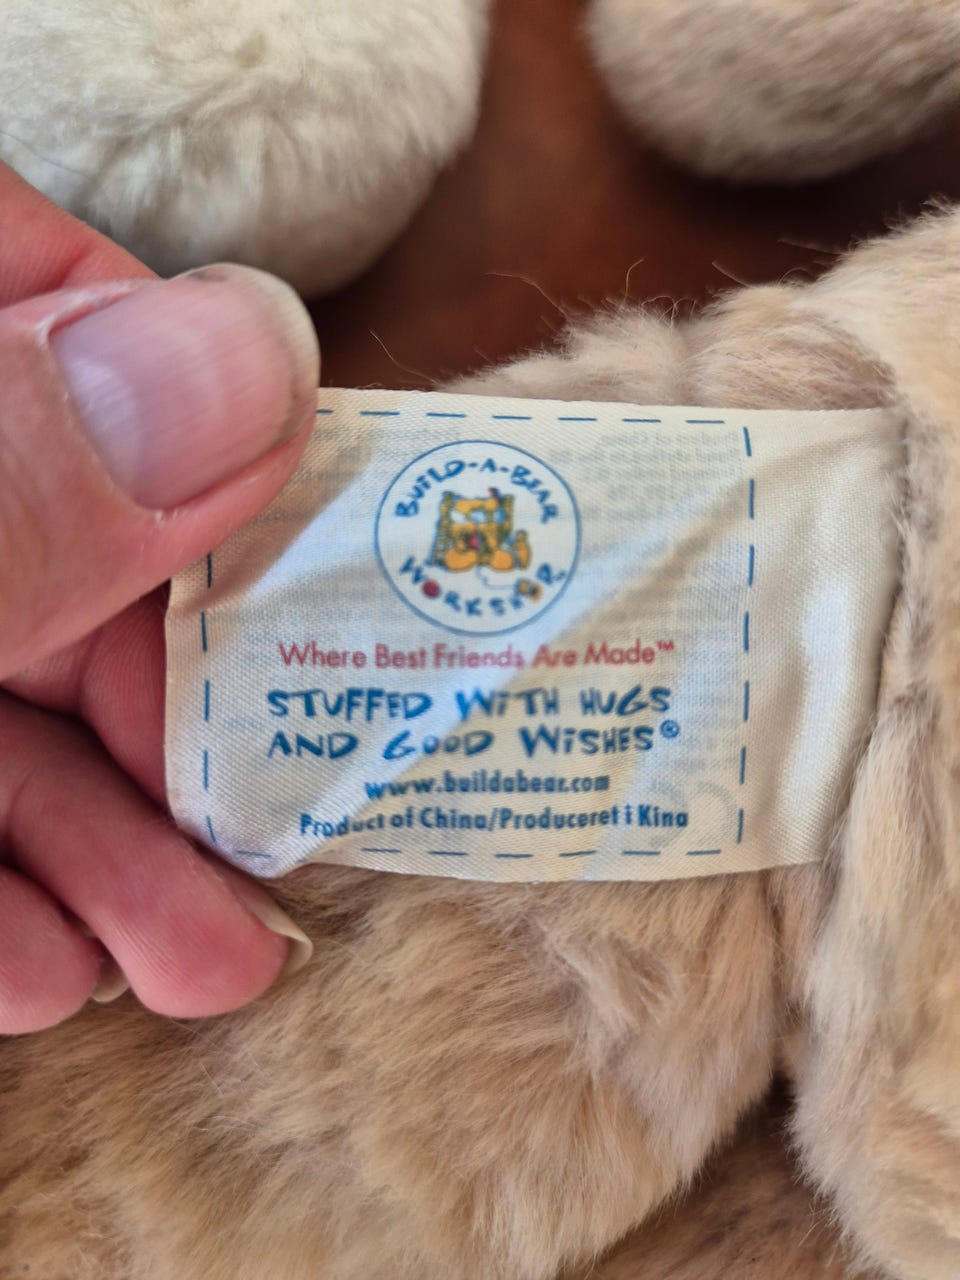 BUILD-A-BEAR
WORKSHOP
Where Best Friends Are Made™
STUFFED WiTH HUGS
AND GOOD WiSHES®
www.buildabear.com
Product of China/Produceret i Kina